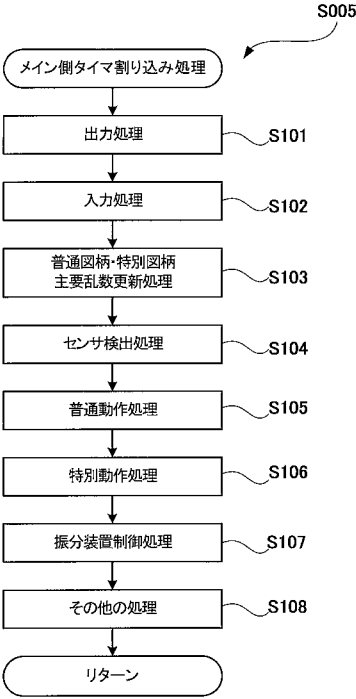 S005
メイン側タイマ割り込み処理
出力処理
S101
入力処理
S102
普通図柄・特別図柄
主要乱数更新処理
S103
センサ検出処理
S104
普通動作処理
S105
特別動作処理
S106
振分装置制御処理
S107
その他の処理
S108
リターン